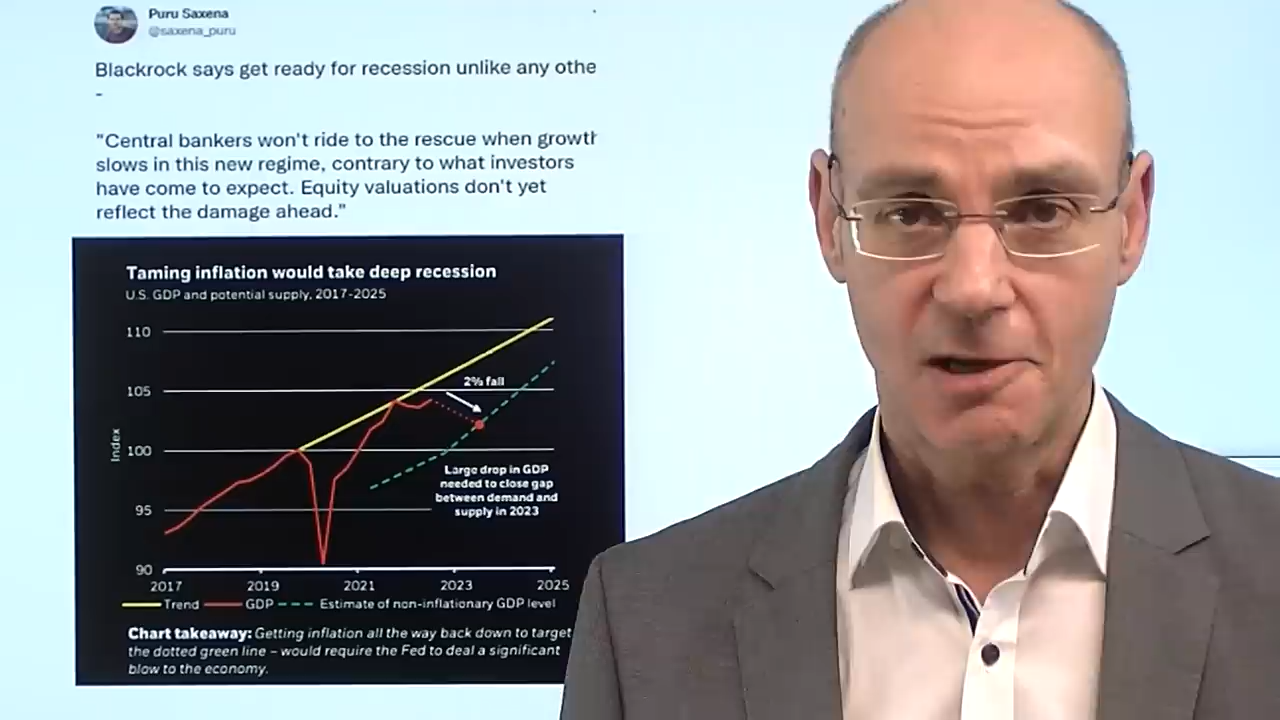 Puru Saxena
@saxena_puru
Blackrock says get ready for recession unlike any othe
-
"Central bankers won't ride to the rescue when growth
slows in this new regime, contrary to what investors
have come to expect. Equity valuations don't yet
reflect the damage ahead."
Taming inflation would take deep recession
U.S. GDP and potential supply, 2017-2025
110
105
100
95
90
Index
2% fall
Large drop in GDP
needed to close gap
between demand and
supply in 2023
2017 2019 2021 2023 2025
Trend GDP Estimate of non-inflationary GDP level
Chart takeaway: Getting inflation all the way back down to target
the dotted green line – would require the Fed to deal a significant
blow to the economy.